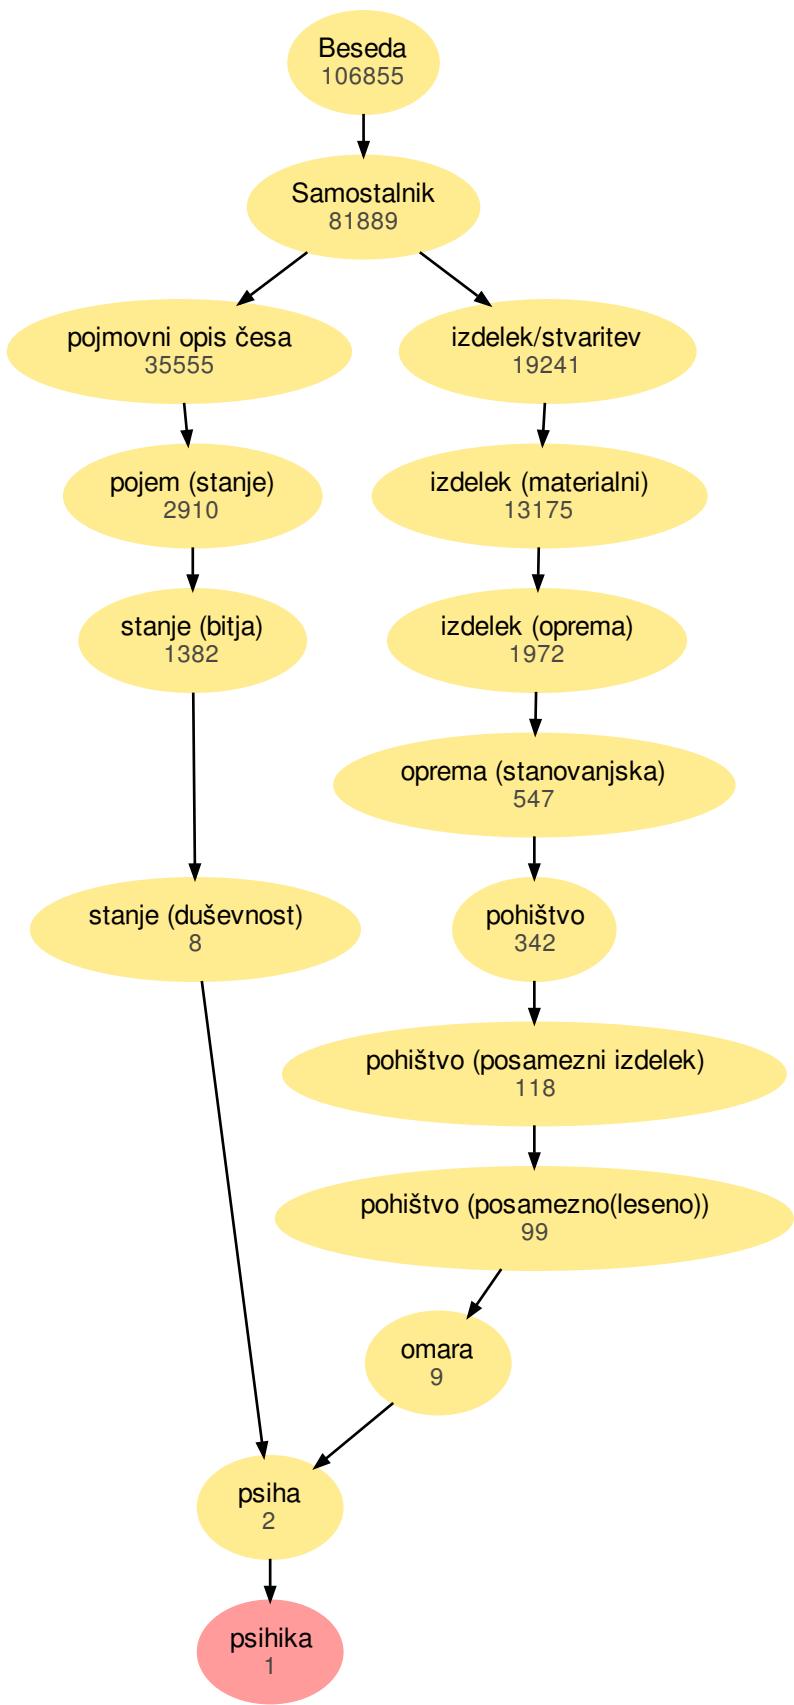 Beseda
106855
Samostalnik
81889
pojmovni opis česa
35555
izdelek/stvaritev
19241
pojem (stanje)
2910
izdelek (materialni)
13175
stanje (bitja)
1382
izdelek (oprema)
1972
oprema (stanovanjska)
547
stanje (duševnost)
8
pohištvo
342
pohištvo (posamezni izdelek)
118
pohištvo (posamezno(leseno))
99
omara
9
psiha
2
psihika
1